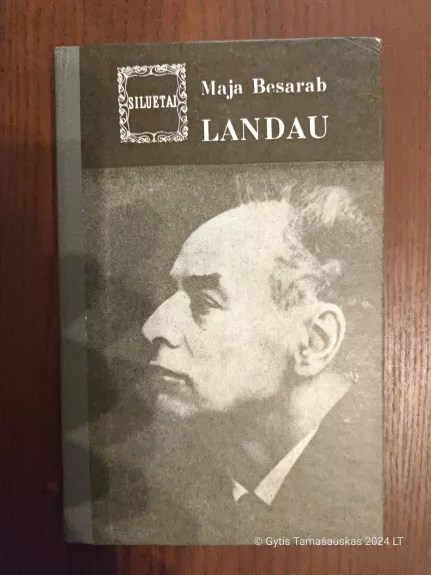 SILUETAI
Maja Besarab
LANDAU
© Gytis Tamašauskas 2024 LT